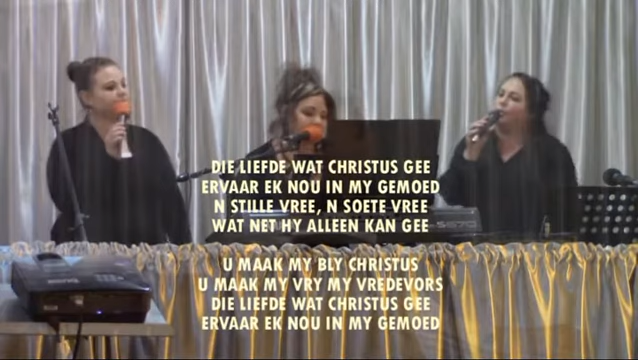 DIE LIEFDE WAT CHRISTUS GEE
ERVAAR EK NOU IN MY GEMOED
N STILLE VREE, N SOETE VREE
WAT NET HY ALLEEN KAN GEE
U MAAK MY BLY CHRISTUS
U MAAK MY VRY MY VREDEVORS
DIE LIEFDE WAT CHRISTUS GEE
ERVAAR EK NOU IN MY GEMOED